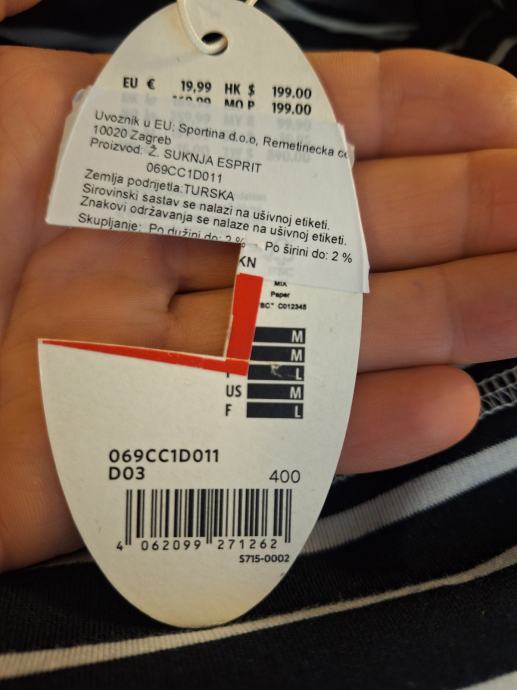 EU € 19,99 HK $ 199.00
MOP 199.00
Uvoznik u EU: Sportina d.o.o, Remetinecka
10020 Zagreb
Proizvod: Ž. SUKNJA ESPRIT
069CC1D011
Zemlja podrijetla:TURSKA
Sirovinski sastav se nalazi na ušivnoj etiketi.
Znakovi održavanja se nalaze na ušivnoj etiketi.
Skupljanje: Po dužini do: 2 % Po širini do: 2 %
KN
MIX
Paper
C012345
M
M
L
US M
F L
069CC1D011
D03 400
4 062099 271262
S715-0002